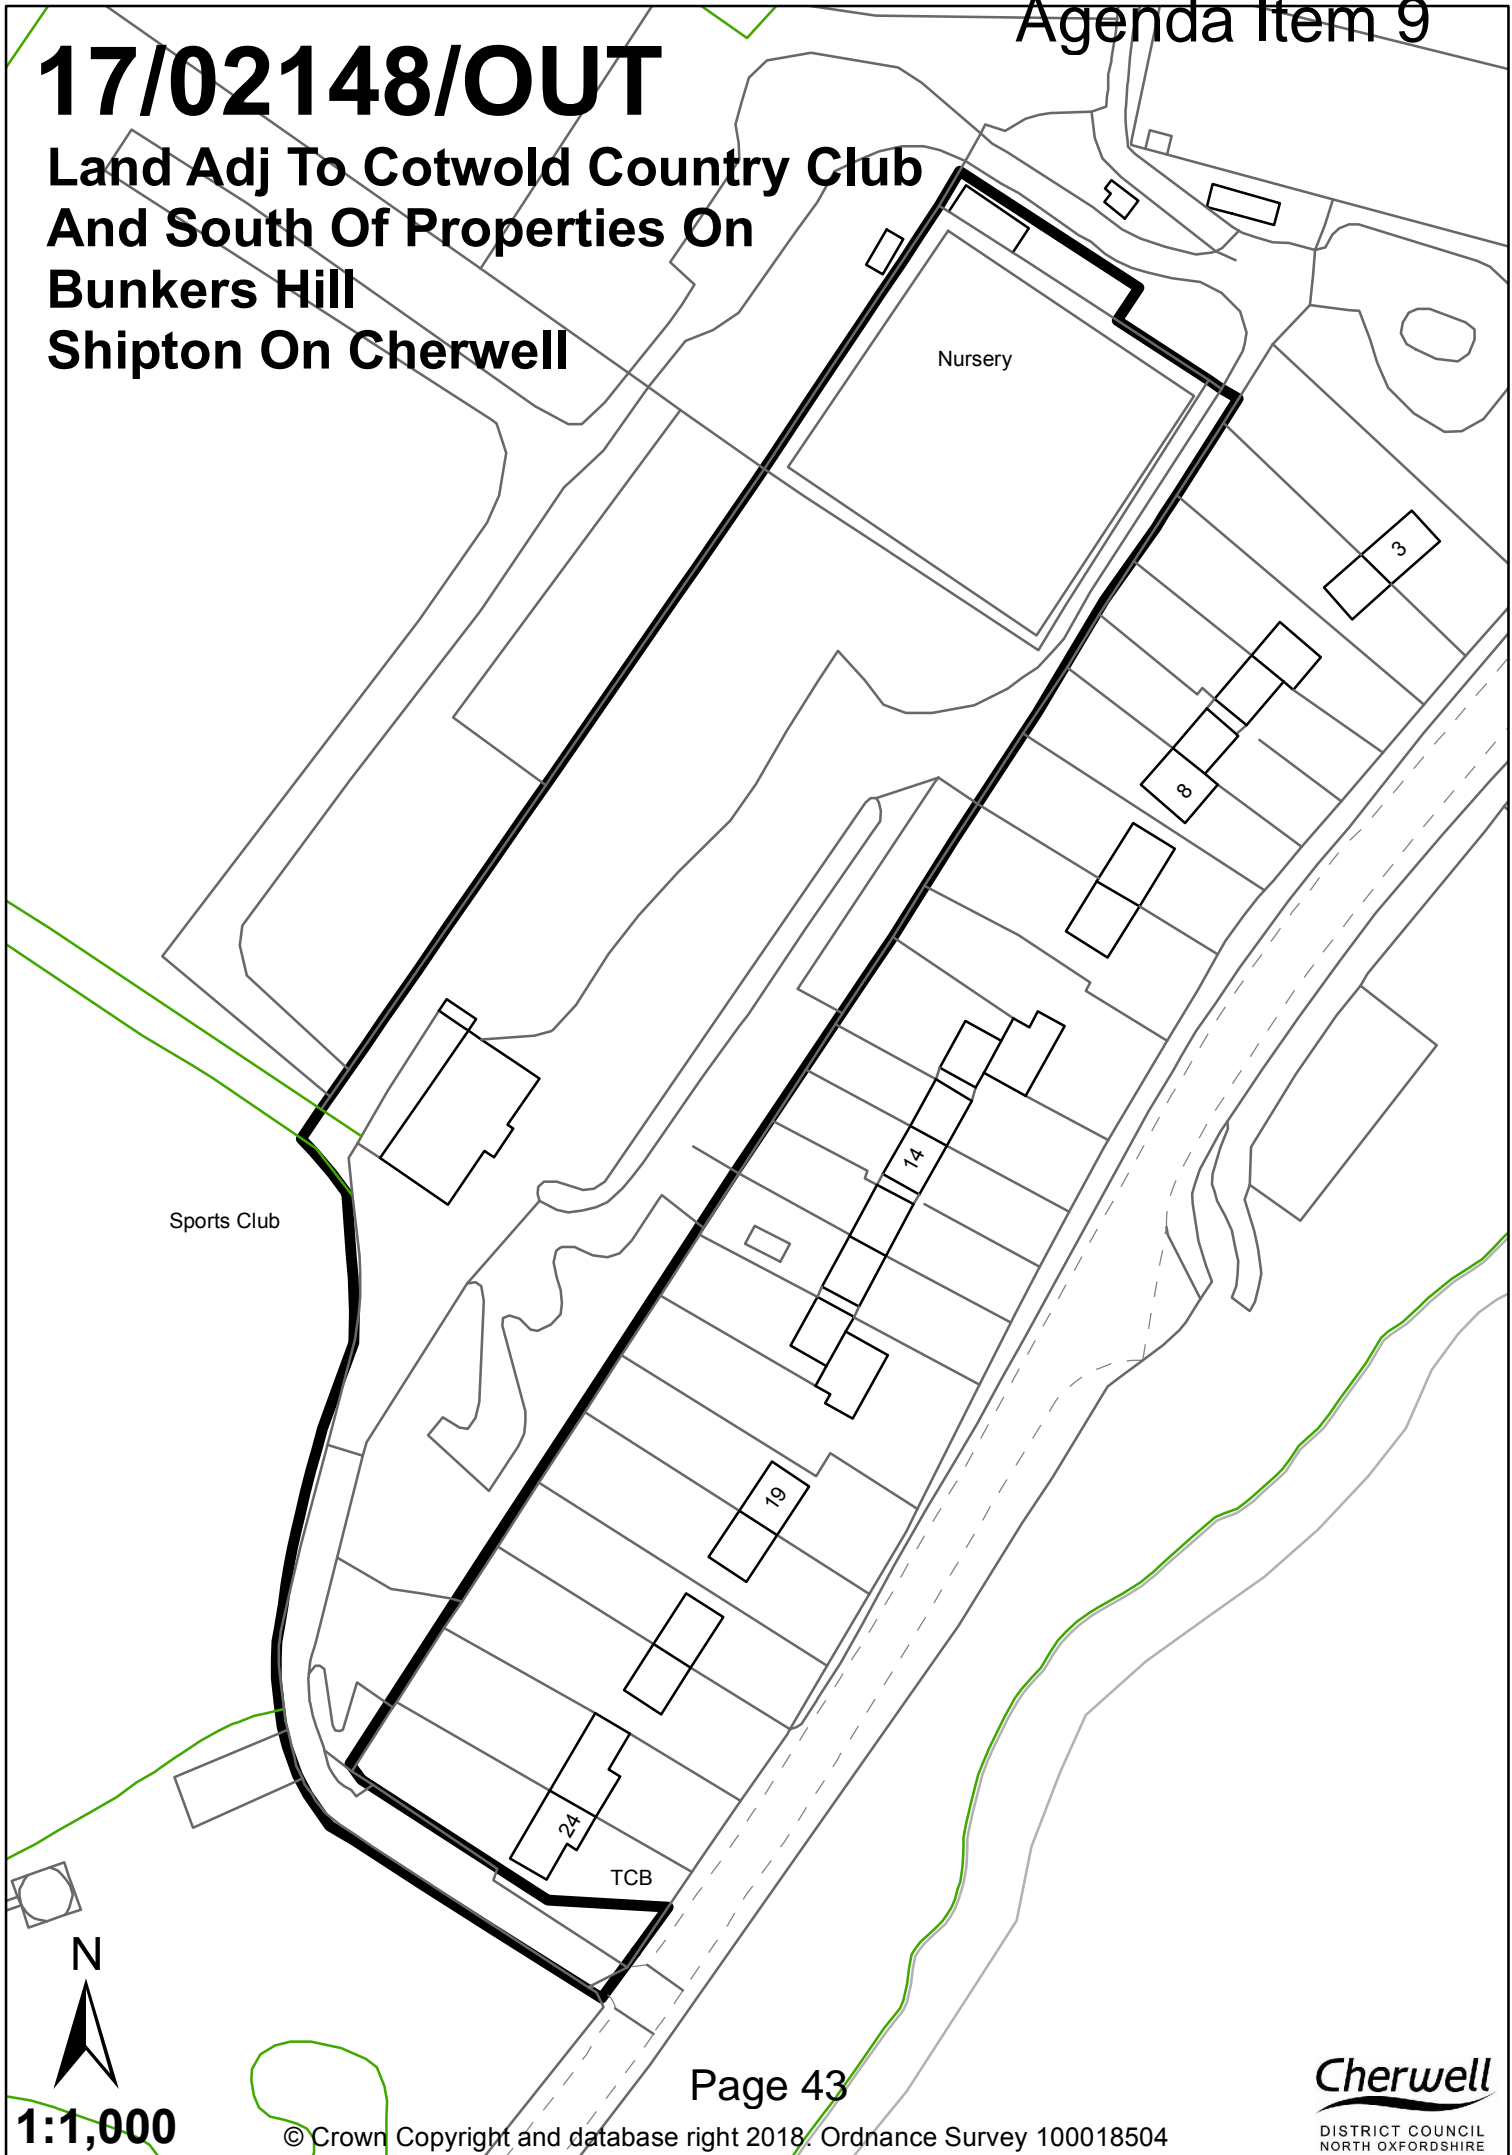 Agenda Item 9
17/02148/OUT
Land Adj To Cotwold Country Club
And South Of Properties On
Bunkers Hill
Shipton On Cherwell
Nursery
3
8
14
Sports Club
19
24
TCB
N
1:1,000
Page 43
© Crown Copyright and database right 2018. Ordnance Survey 100018504
Cherwell
DISTRICT COUNCIL
NORTH OXFORDSHIRE